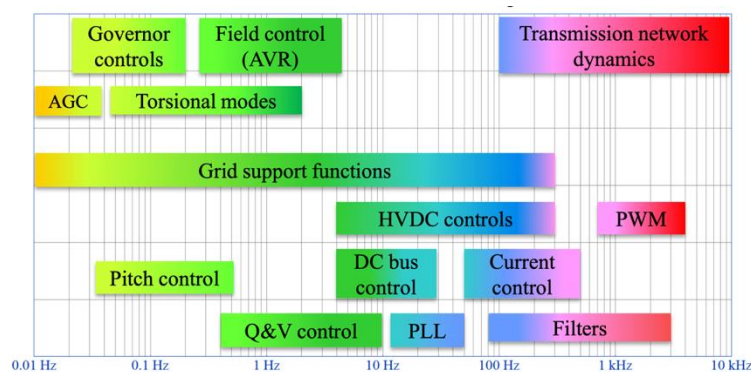 Governor
controls
Field control
(AVR)
Transmission network
dynamics
AGC
Torsional modes
Grid support functions
HVDC controls
PWM
Pitch control
DC bus
control
Current
control
Q&V control
PLL
Filters
0.01 Hz
0.1 Hz
1 Hz
10 Hz
100 Hz
1 kHz
10 kHz